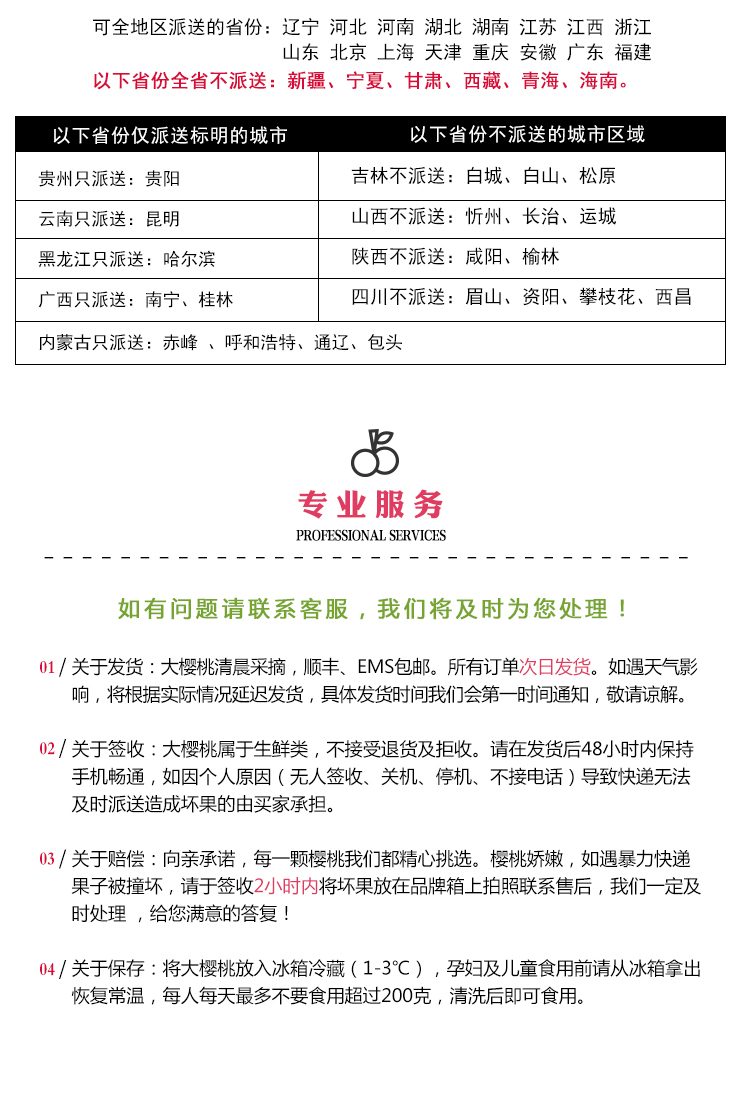 可全地区派送的省份：辽宁 河北 河南 湖北 湖南 江苏 江西 浙江
山东 北京 上海 天津 重庆 安徽 广东 福建
以下省份全省不派送：新疆、宁夏、甘肃、西藏、青海、海南。
以下省份仅派送标明的城市 以下省份不派送的城市区域
贵州只派送：贵阳 吉林不派送：白城、白山、松原
云南只派送：昆明 山西不派送：忻州、长治、运城
黑龙江只派送：哈尔滨 陕西不派送：咸阳、榆林
广西只派送：南宁、桂林 四川不派送：眉山、资阳、攀枝花、西昌
内蒙古只派送：赤峰 、呼和浩特、通辽、包头
专业服务
PROFESSIONAL SERVICES
如有问题请联系客服，我们将及时为您处理！
01 / 关于发货：大樱桃清晨采摘，顺丰、EMS包邮。所有订单次日发货。如遇天气影
响，将根据实际情况延迟发货，具体发货时间我们会第一时间通知，敬请谅解。
02 / 关于签收：大樱桃属于生鲜类，不接受退货及拒收。请在发货后48小时内保持
手机畅通，如因个人原因（无人签收、关机、停机、不接电话）导致快递无法
及时派送造成坏果的由买家承担。
03 / 关于赔偿：向亲承诺，每一颗樱桃我们都精心挑选。樱桃娇嫩，如遇暴力快递
果子被撞坏，请于签收2小时内将坏果放在品牌箱上拍照联系售后，我们一定及
时处理 ，给您满意的答复！
04 / 关于保存：将大樱桃放入冰箱冷藏（1-3℃），孕妇及儿童食用前请从冰箱拿出
恢复常温，每人每天最多不要食用超过200克，清洗后即可食用。